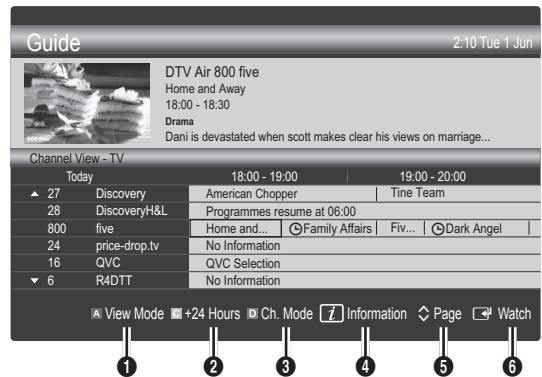 Guide
2:10 Tue 1 Jun
DTV Air 800 five
Home and Away
18:00 - 18:30
Drama
Dani is devastated when scott makes clear his views on marriage...
800 five
Channel View - TV
Today 18:00 - 19:00 19:00 - 20:00
▲ 27 Discovery American Chopper Tine Team
28 DiscoveryH&L Programmes resume at 06:00
800 five Home and... Family Affairs Fiv... Dark Angel
24 price-drop.tv No Information
16 QVC QVC Selection
▼ 6 R4DTT No Information
A View Mode C +24 Hours D Ch. Mode i Information Page Watch
1 2 3 4 5 6